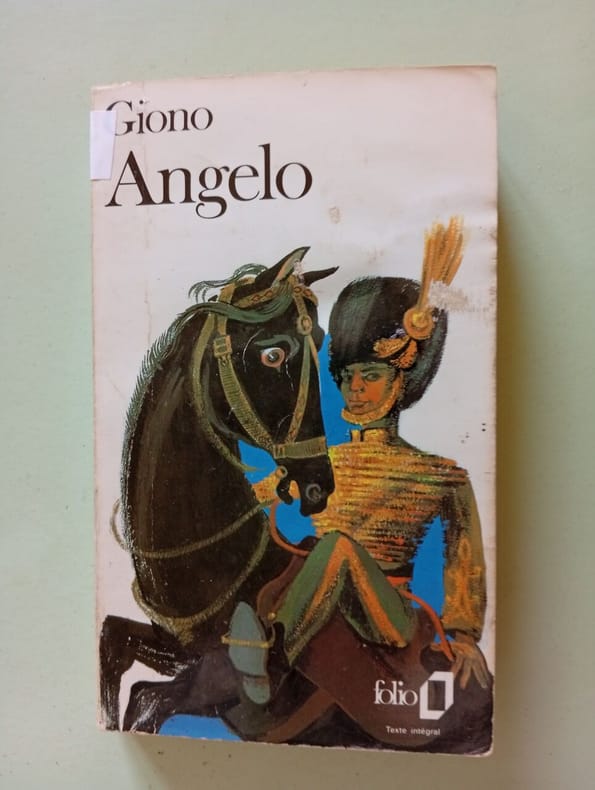 Giono
Angelo
folio
Texte intégral